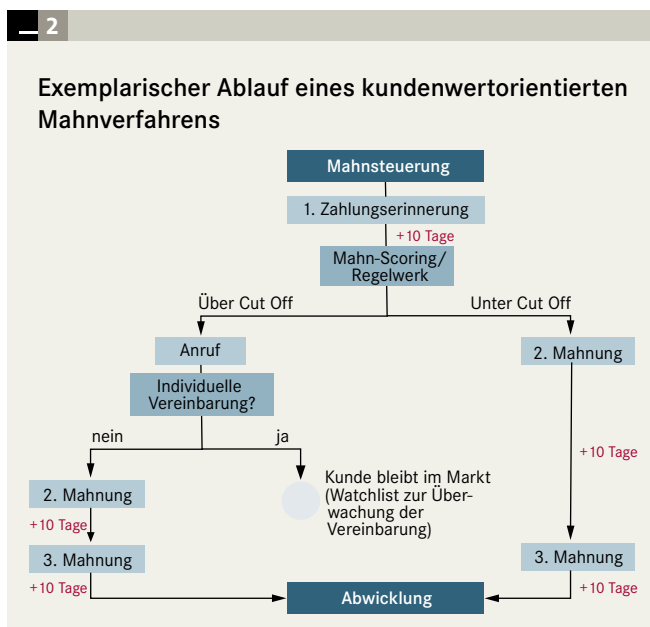 2
Exemplarischer Ablauf eines kundenwertorientierten
Mahnverfahrens
Mahnsteuerung
1. Zahlungserinnerung
+10 Tage
Mahn-Scoring/
Regelwerk
Über Cut Off
Unter Cut Off
Anruf
2. Mahnung
Individuelle
Vereinbarung?
nein
ja
+10 Tage
2. Mahnung
Kunde bleibt im Markt
(Watchlist zur Über-
wachung der
Vereinbarung)
+10 Tage
3. Mahnung
3. Mahnung
+10 Tage
+10 Tage
Abwicklung